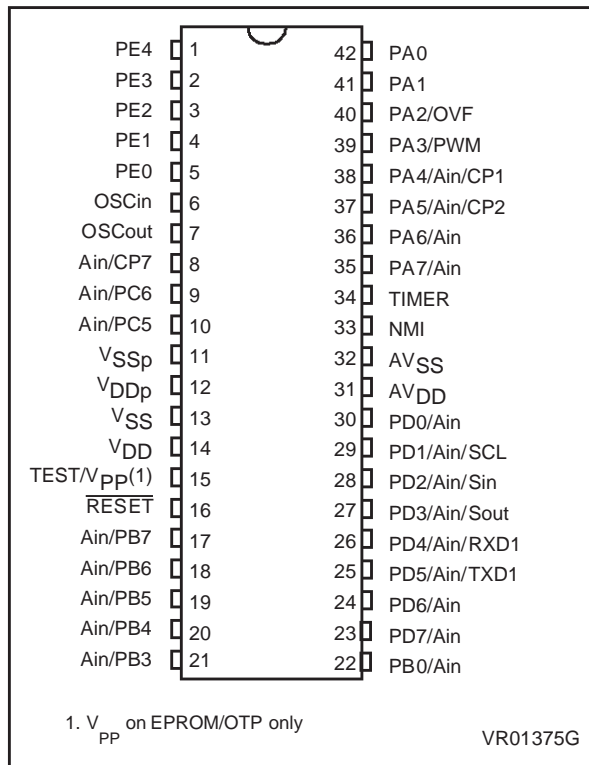 PE4 1 42 PA0
PE3 2 41 PA1
PE2 3 40 PA2/OVF
PE1 4 39 PA3/PWM
PE0 5 38 PA4/Ain/CP1
OSCin 6 37 PA5/Ain/CP2
OSCout 7 36 PA6/Ain
Ain/CP7 8 35 PA7/Ain
Ain/PC6 9 34 TIMER
Ain/PC5 10 33 NMI
VSSp 11 32 AVSS
VDDp 12 31 AVDD
VSS 13 30 PD0/Ain
VDD 14 29 PD1/Ain/SCL
TEST/VPP(1) 15 28 PD2/Ain/Sin
RESET 16 27 PD3/Ain/Sout
Ain/PB7 17 26 PD4/Ain/RXD1
Ain/PB6 18 25 PD5/Ain/TXD1
Ain/PB5 19 24 PD6/Ain
Ain/PB4 20 23 PD7/Ain
Ain/PB3 21 22 PB0/Ain
1. VPP on EPROM/OTP only
VR01375G